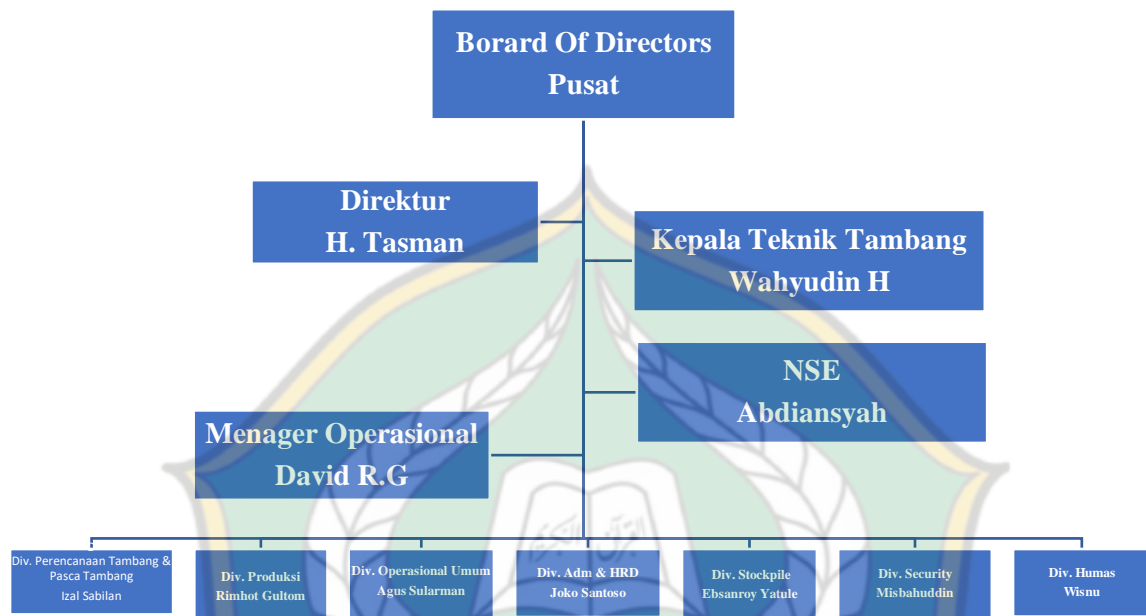 Borard Of Directors
Pusat
Direktur
H. Tasman
Kepala Teknik Tambang
Wahyudin H
NSE
Abdiansyah
Menager Operasional
David R.G
Div. Perencanaan Tambang &
Pasca Tambang
Izal Sabilan
Div. Produksi
Rimhot Gultom
Div. Operasional Umum
Agus Sularman
Div. Adm & HRD
Joko Santoso
Div. Stockpile
Ebsanroy Yatule
Div. Security
Misbahuddin
Div. Humas
Wisnu